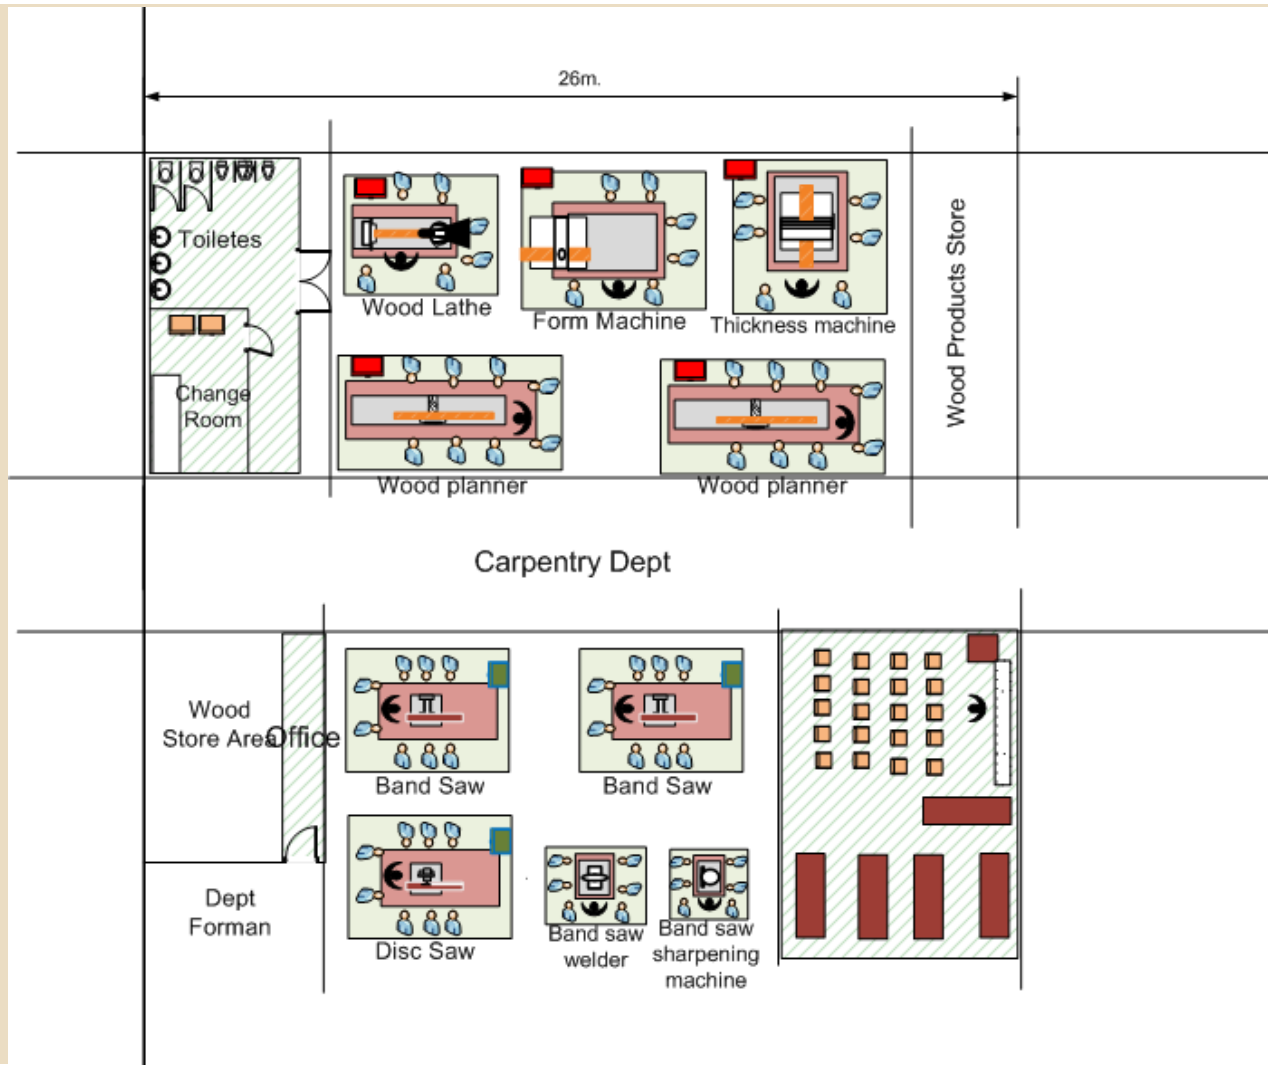 26m.
Toiletes
Wood Lathe
Form Machine
Thickness machine
Wood Products Store
Change
Room
Wood planner
Wood planner
Carpentry Dept
Wood
Store Area
Office
Band Saw
Band Saw
Dept
Forman
Disc Saw
Band saw
welder
Band saw
sharpening
machine